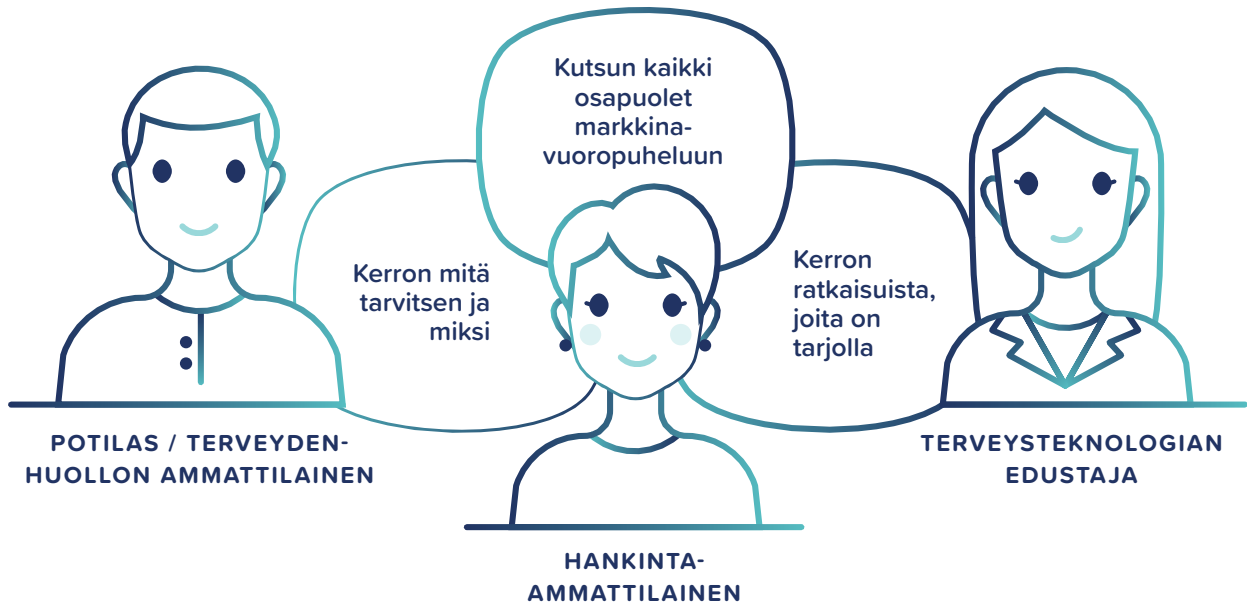 Kutsun kaikki
osapuolet
markkina-
vuoropuheluun
Kerron mitä
tarvitsen ja
miksi
Kerron
ratkaisuista,
joita on
tarjolla
POTILAS / TERVEYDEN-
HUOLLON AMMATTILAINEN
TERVEYSTEKNOLOGIAN
EDUSTAJA
HANKINTA-
AMMATTILAINEN